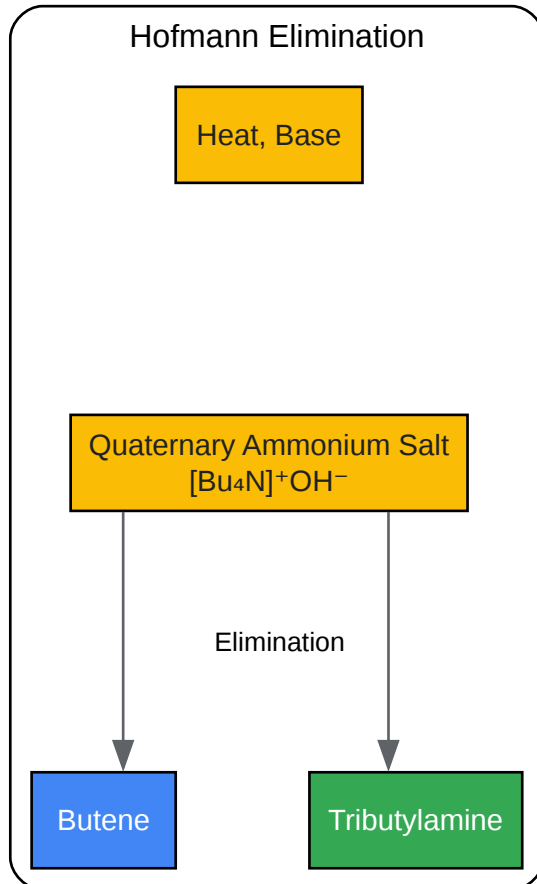 Hofmann Elimination
Heat, Base
Quaternary Ammonium Salt
[Bu₄N]⁺OH⁻
Elimination
Butene
Tributylamine